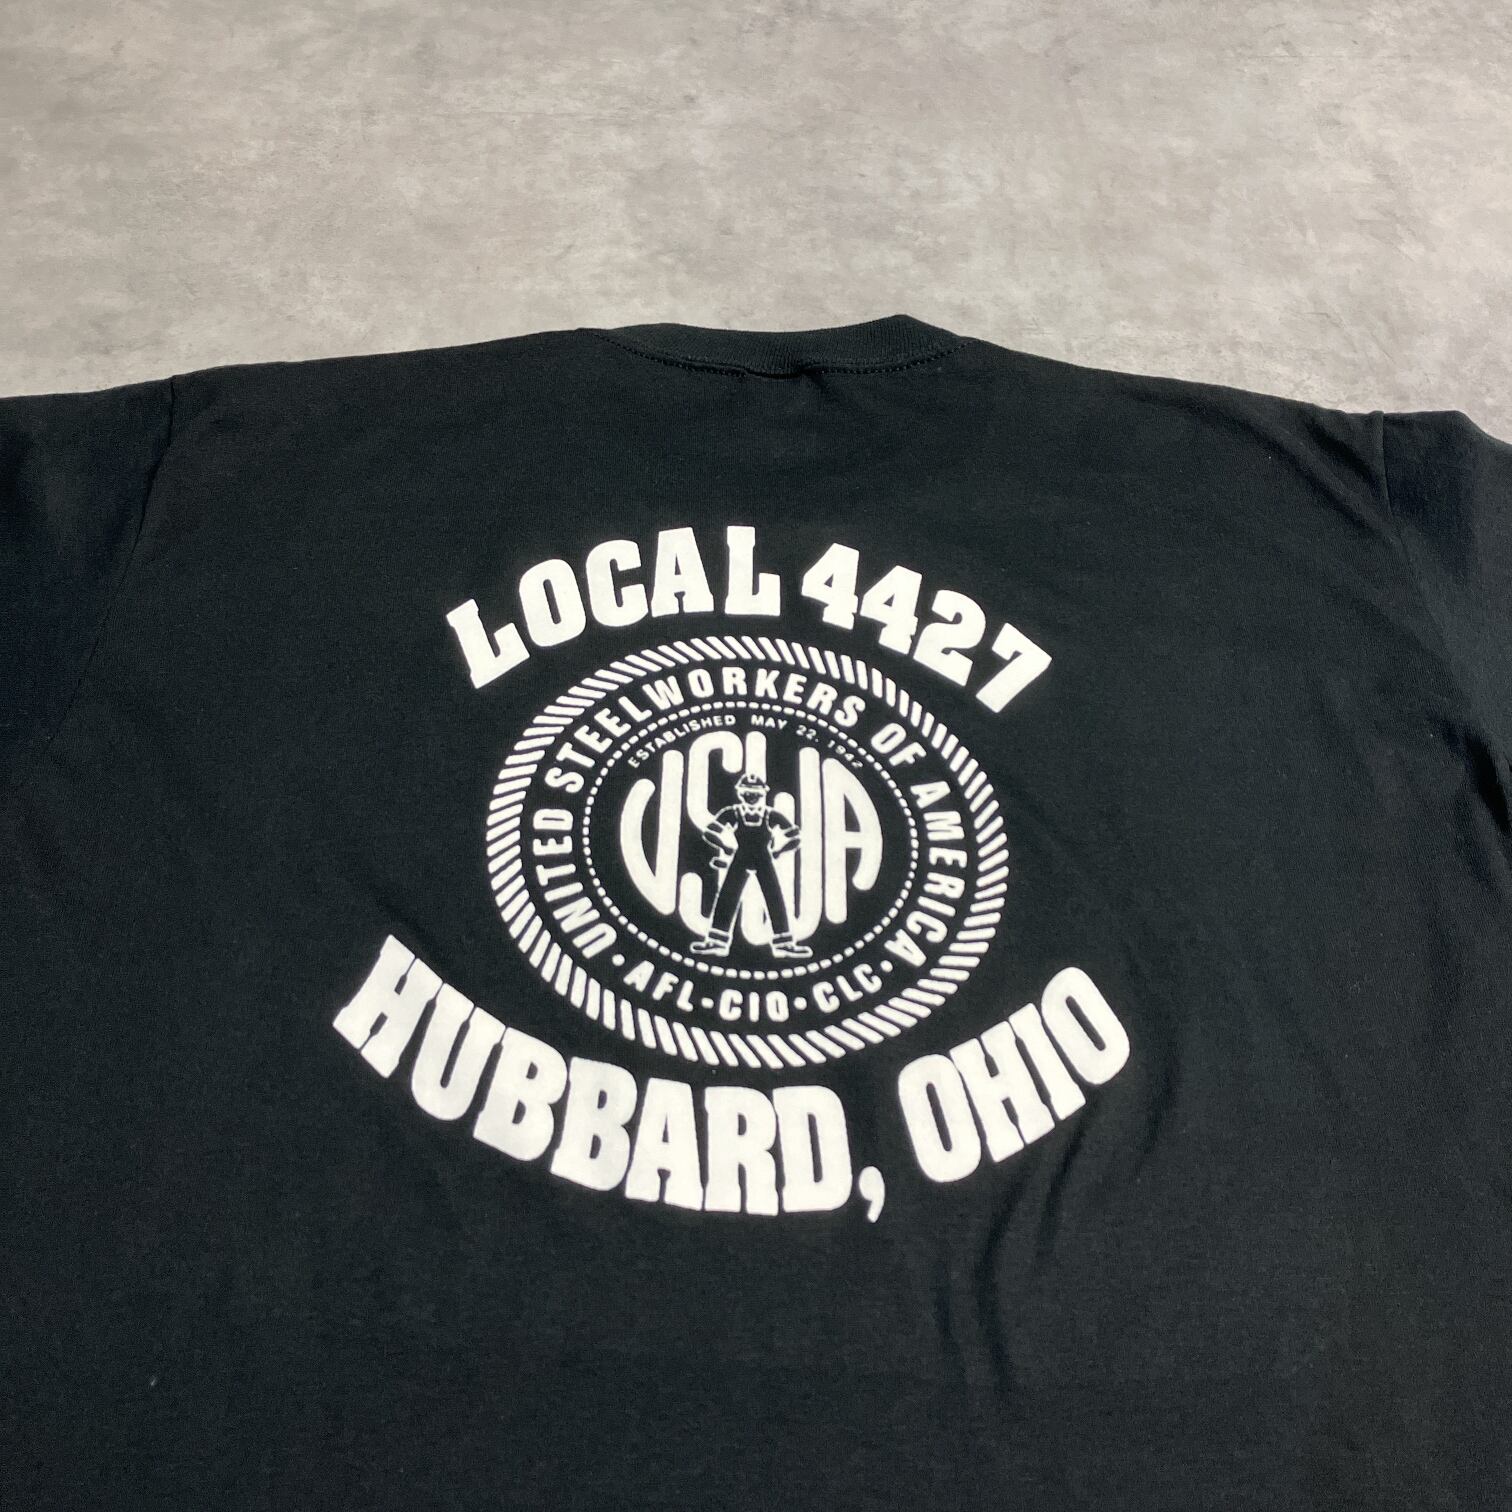 LOCAL 4427
UNITED STEELWORKERS OF AMERICA
ESTABLISHED MAY 22, 1942
USWA
• AFL-CIO•CLC•
HUBBARD, OHIO